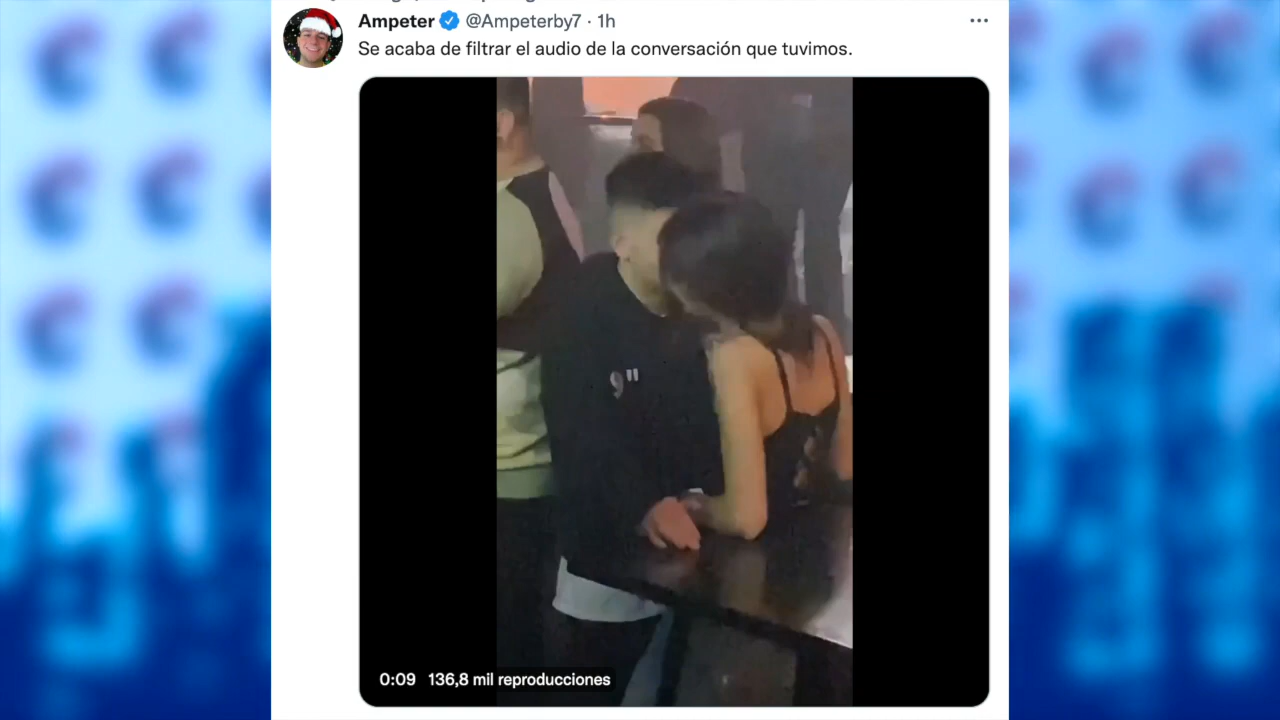 Ampeter @Ampeterby7 · 1h
Se acaba de filtrar el audio de la conversación que tuvimos.
9"
0:09 136,8 mil reproducciones